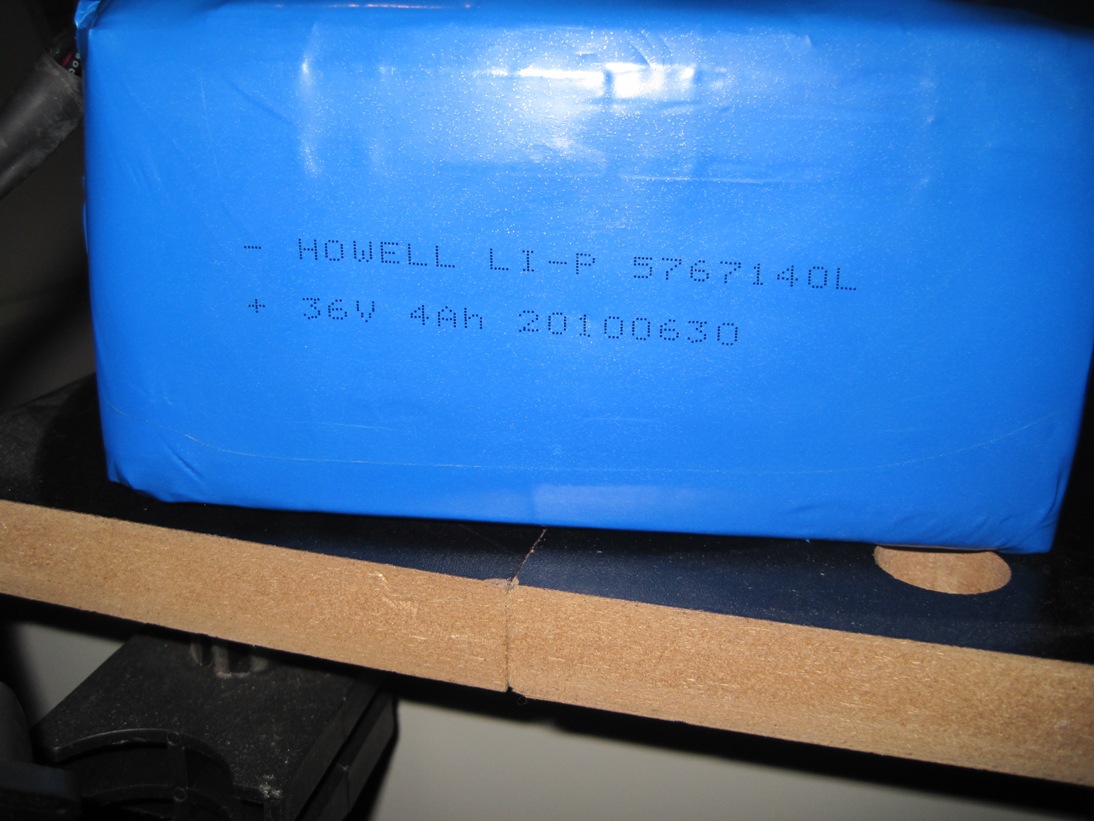 - HOWELL LI-P 5767140L
+ 36V 4Ah 20100630